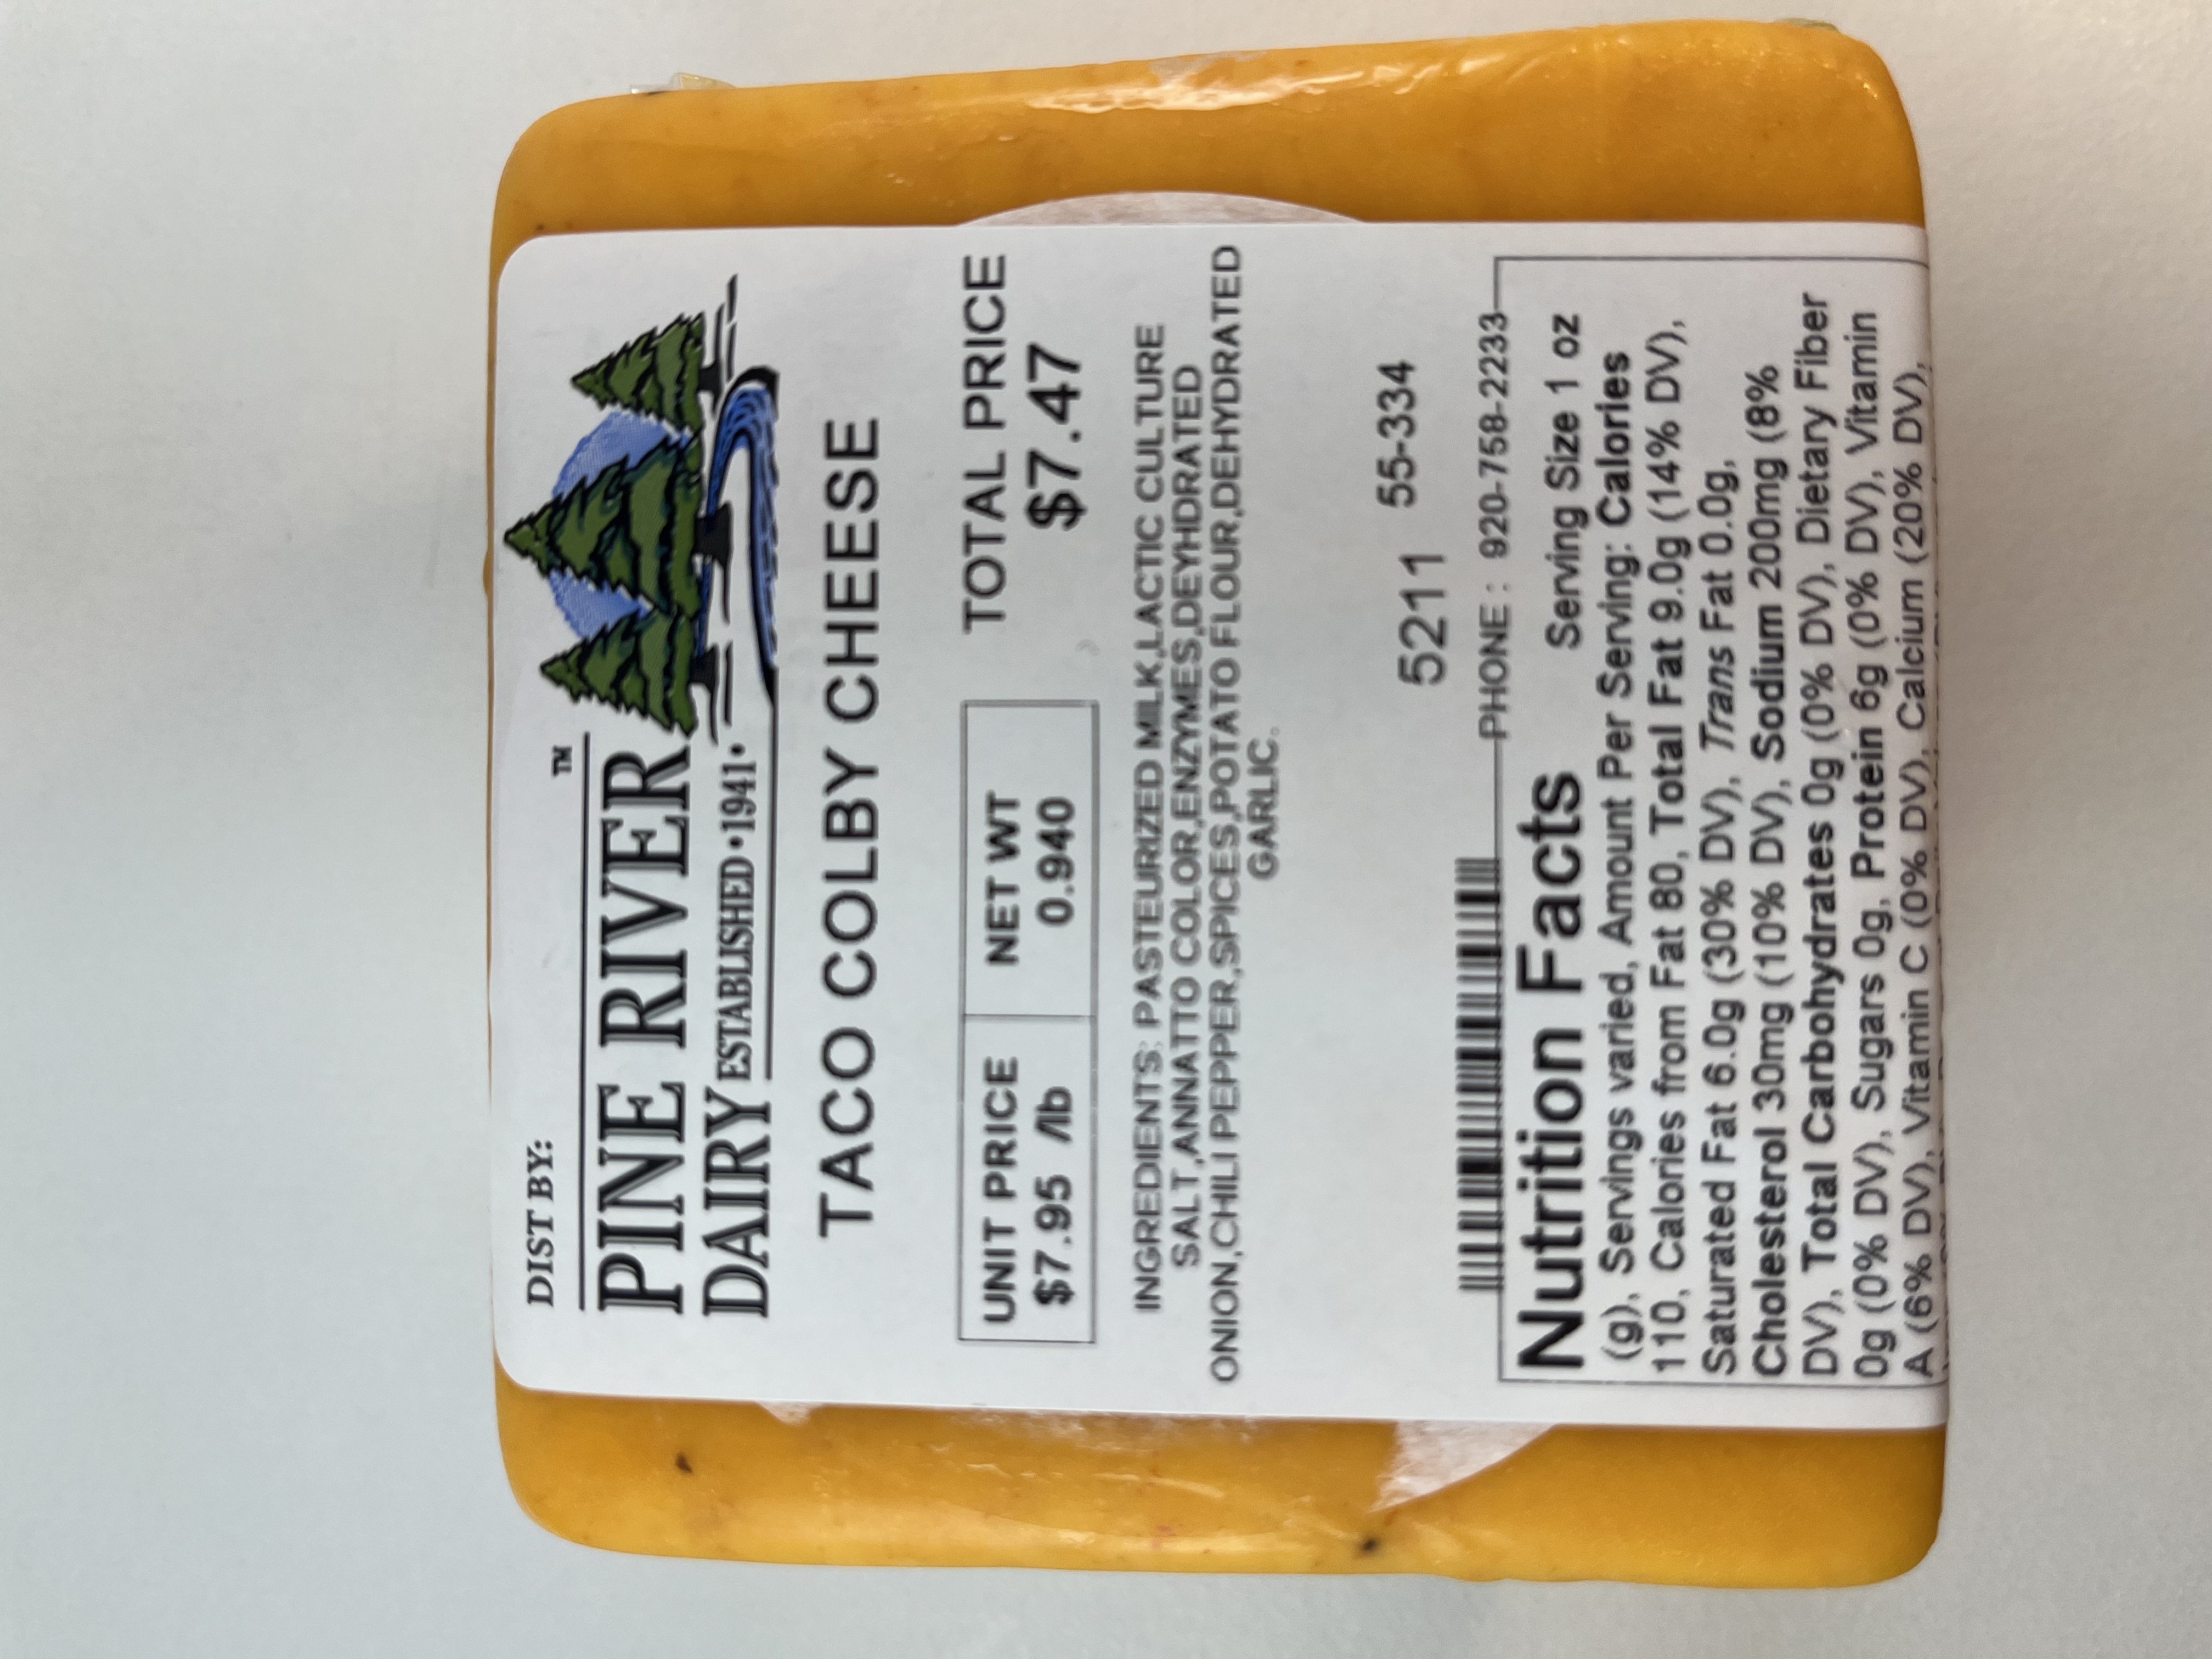 DIST BY:
PINE RIVER™
DAIRY ESTABLISHED•1941•
TACO COLBY CHEESE
UNIT PRICE NET WT TOTAL PRICE
$7.95 /lb 0.940 $7.47
INGREDIENTS: PASTEURIZED MILK,LACTIC CULTURE
SALT,ANNATTO COLOR,ENZYMES,DEYHDRATED
ONION,CHILI PEPPER,SPICES,POTATO FLOUR,DEHYDRATED
GARLIC.
5211 55-334
PHONE : 920-758-2233
Nutrition Facts Serving Size 1 oz
(g), Servings varied, Amount Per Serving: Calories
110, Calories from Fat 80, Total Fat 9.0g (14% DV),
Saturated Fat 6.0g (30% DV), Trans Fat 0.0g,
Cholesterol 30mg (10% DV), Sodium 200mg (8%
DV), Total Carbohydrates 0g (0% DV), Dietary Fiber
0g (0% DV), Sugars 0g, Protein 6g (0% DV), Vitamin
A (6% DV), Vitamin C (0% DV), Calcium (20% DV),